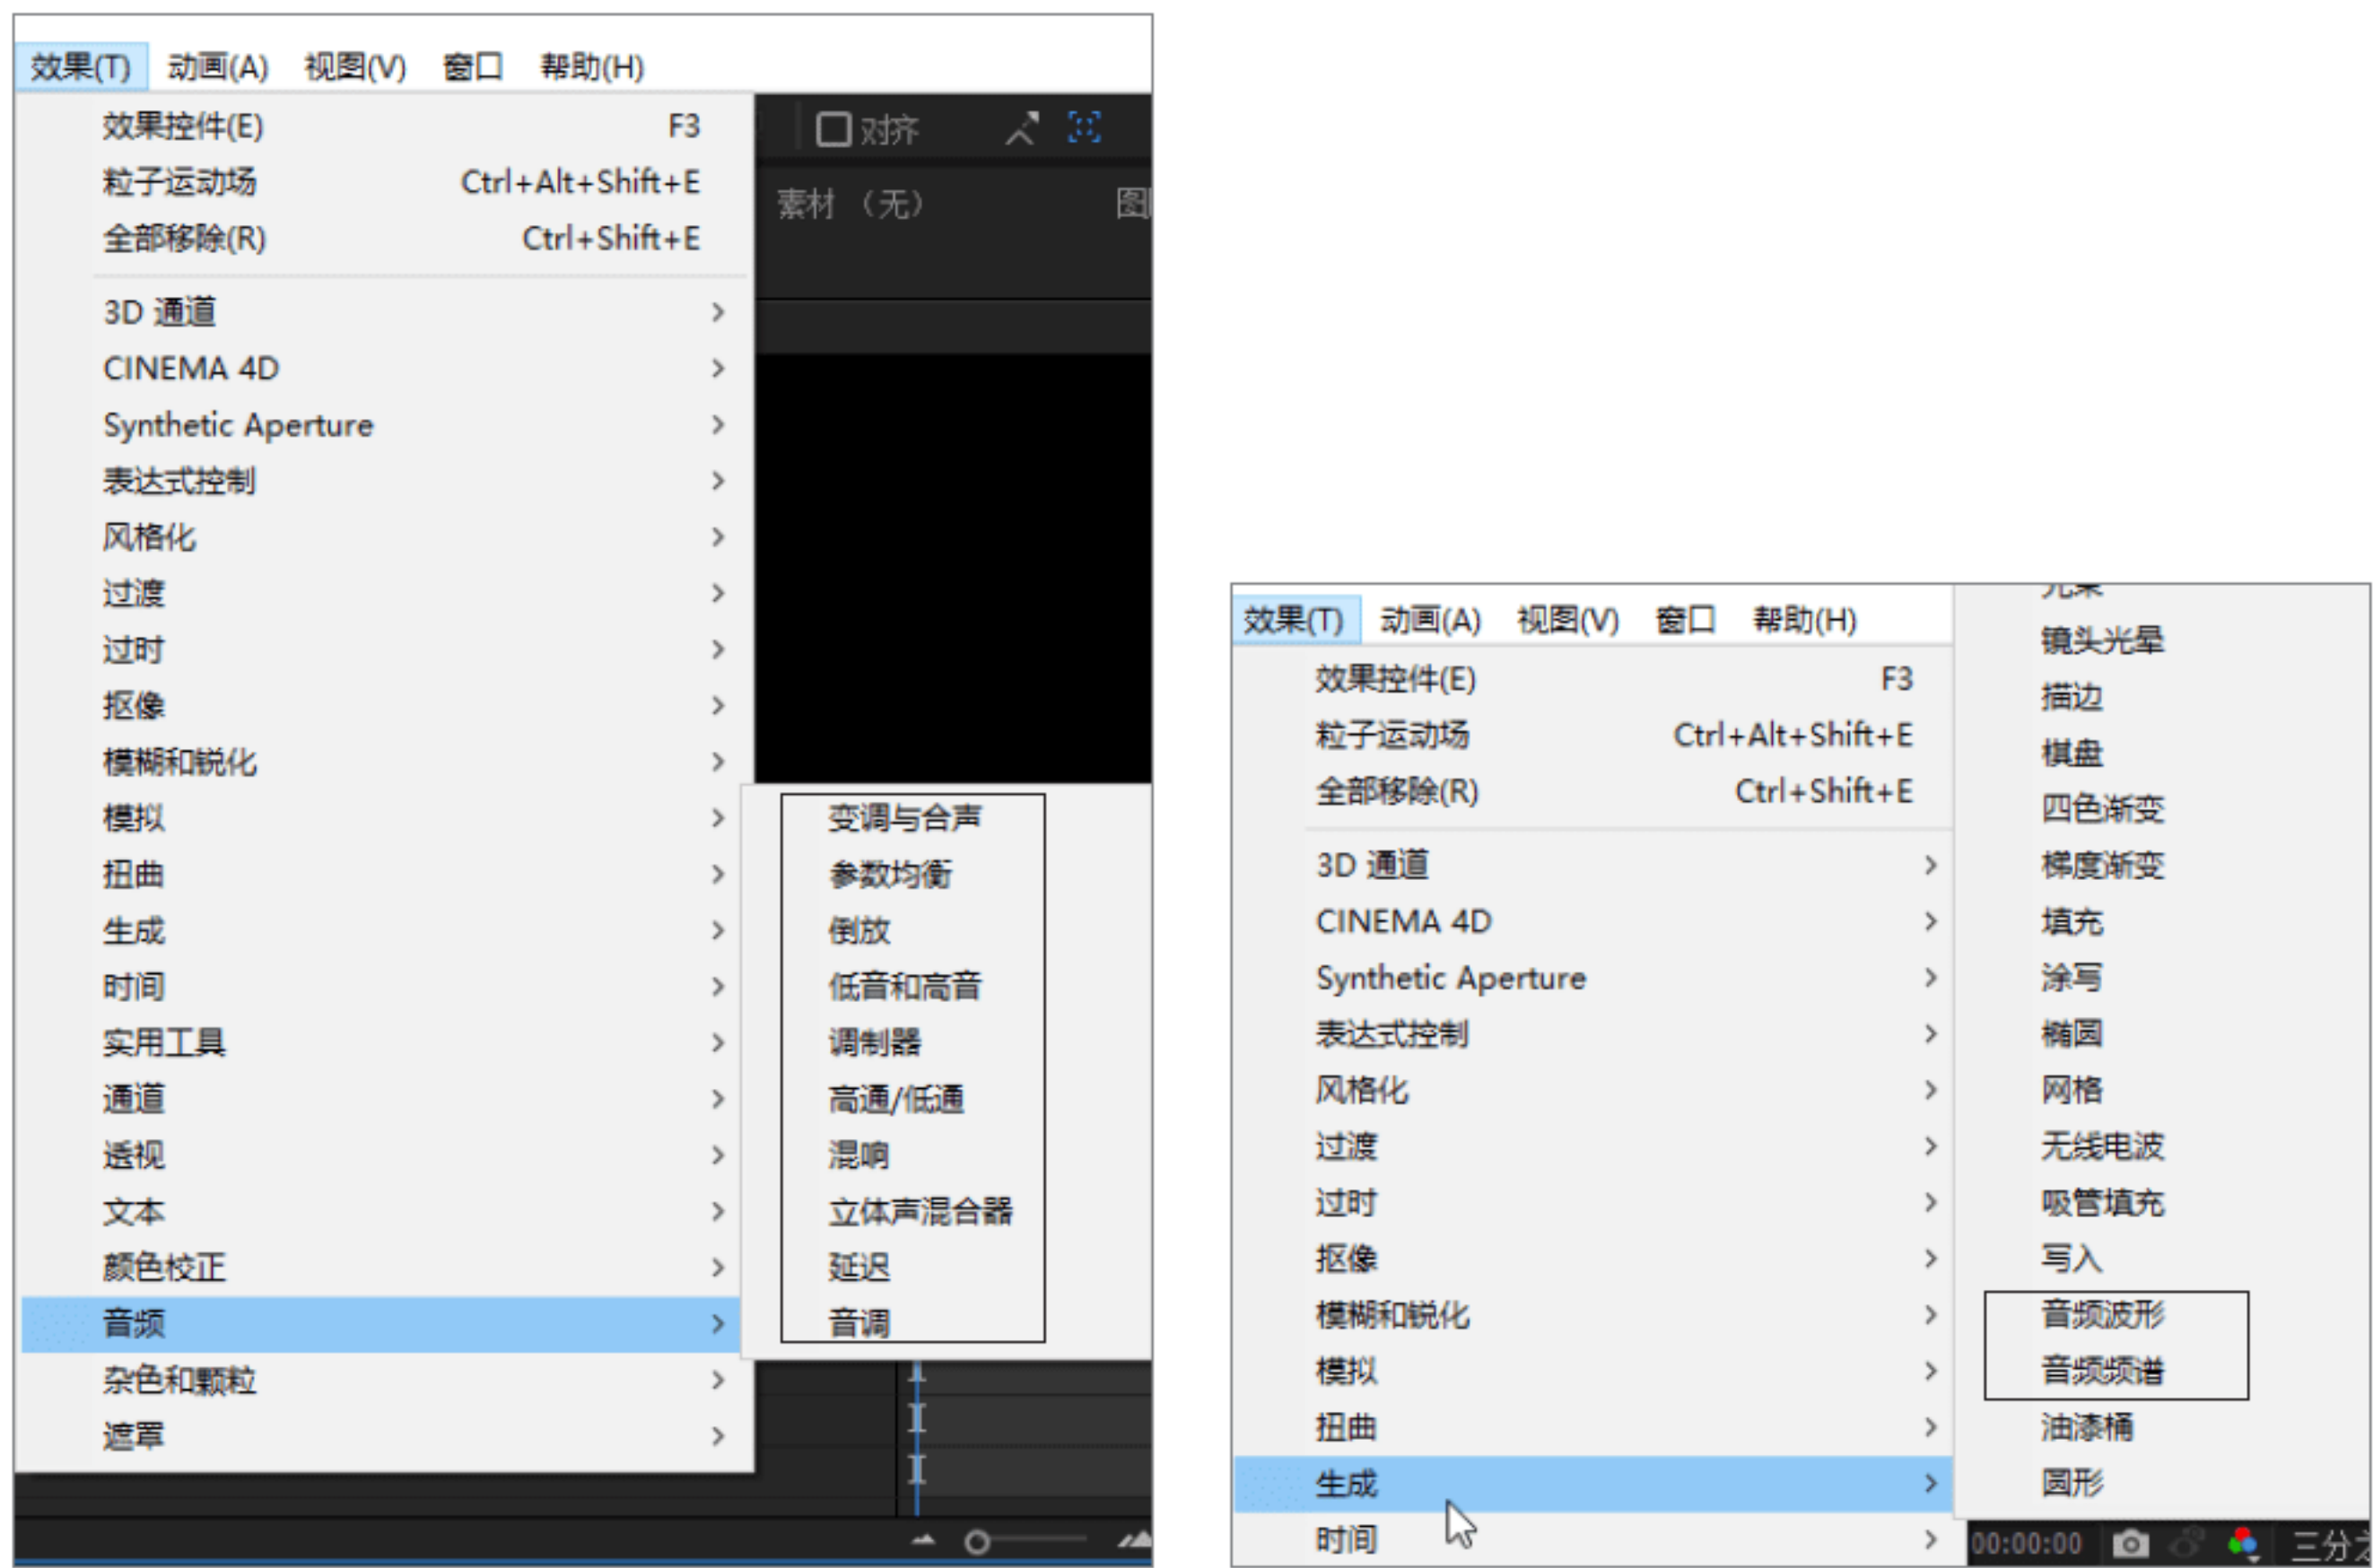 效果(T) 动画(A) 视图(V) 窗口 帮助(H)
效果控件(E) F3
粒子运动场 Ctrl+Alt+Shift+E
全部移除(R) Ctrl+Shift+E
3D 通道
CINEMA 4D
Synthetic Aperture
表达式控制
风格化
过渡
过时
抠像
模糊和锐化
模拟
扭曲
生成
时间
实用工具
通道
透视
文本
颜色校正
音频
杂色和颗粒
遮罩
对齐
素材 （无）
变调与合声
参数均衡
倒放
低音和高音
调制器
高通/低通
混响
立体声混合器
延迟
音调
效果(T) 动画(A) 视图(V) 窗口 帮助(H)
效果控件(E) F3
粒子运动场 Ctrl+Alt+Shift+E
全部移除(R) Ctrl+Shift+E
3D 通道
CINEMA 4D
Synthetic Aperture
表达式控制
风格化
过渡
过时
抠像
模糊和锐化
模拟
扭曲
生成
时间
镜头光晕
描边
棋盘
四色渐变
梯度渐变
填充
涂写
椭圆
网格
无线电波
吸管填充
写入
音频波形
音频频谱
油漆桶
圆形
00:00:00 三分